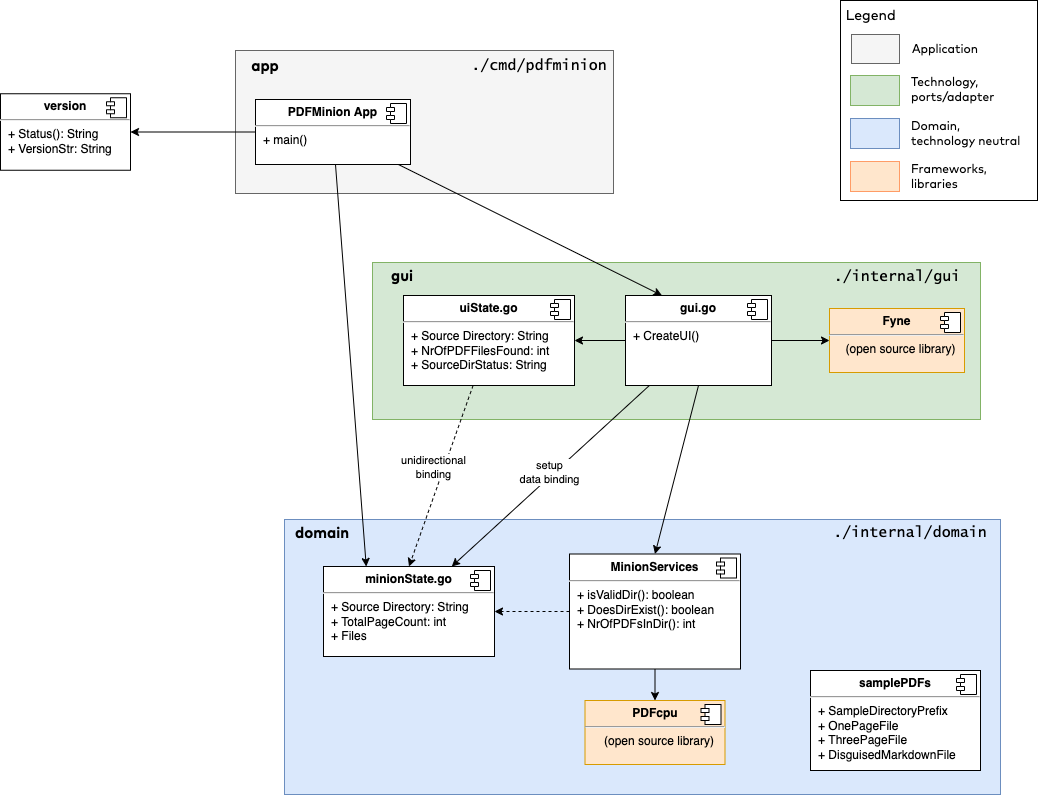 Legend
Application
Technology,
ports/adapter
Domain,
technology neutral
Frameworks,
libraries
app
./cmd/pdfminion
version
+ Status(): String
+ VersionStr: String
PDFMinion App
+ main()
gui
./internal/gui
uiState.go
+ Source Directory: String
+ NrOfPDFFilesFound: int
+ SourceDirStatus: String
gui.go
+ CreateUI()
Fyne
(open source library)
unidirectional
binding
setup
data binding
domain
./internal/domain
minionState.go
+ Source Directory: String
+ TotalPageCount: int
+ Files
MinionServices
+ isValidDir(): boolean
+ DoesDirExist(): boolean
+ NrOfPDFsInDir(): int
PDFcpu
(open source library)
samplePDFs
+ SampleDirectoryPrefix
+ OnePageFile
+ ThreePageFile
+ DisguisedMarkdownFile